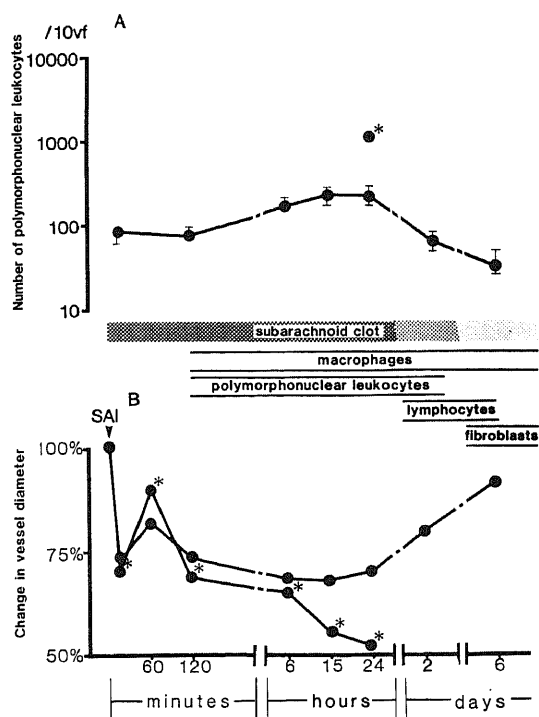 A
/10vf
Number of polymorphonuclear leukocytes
10000
1000
*
100
10
subarachnoid clot
macrophages
polymorphonuclear leukocytes
lymphocytes
fibroblasts
B
SAI
Change in vessel diameter
100%
75%
50%
*
*
*
*
*
*
60 120 6 15 24 2 6
minutes hours days